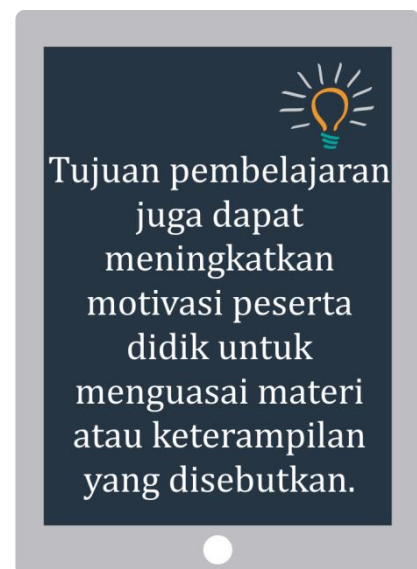 Tujuan pembelajaran
juga dapat
meningkatkan
motivasi peserta
didik untuk
menguasai materi
atau keterampilan
yang disebutkan.